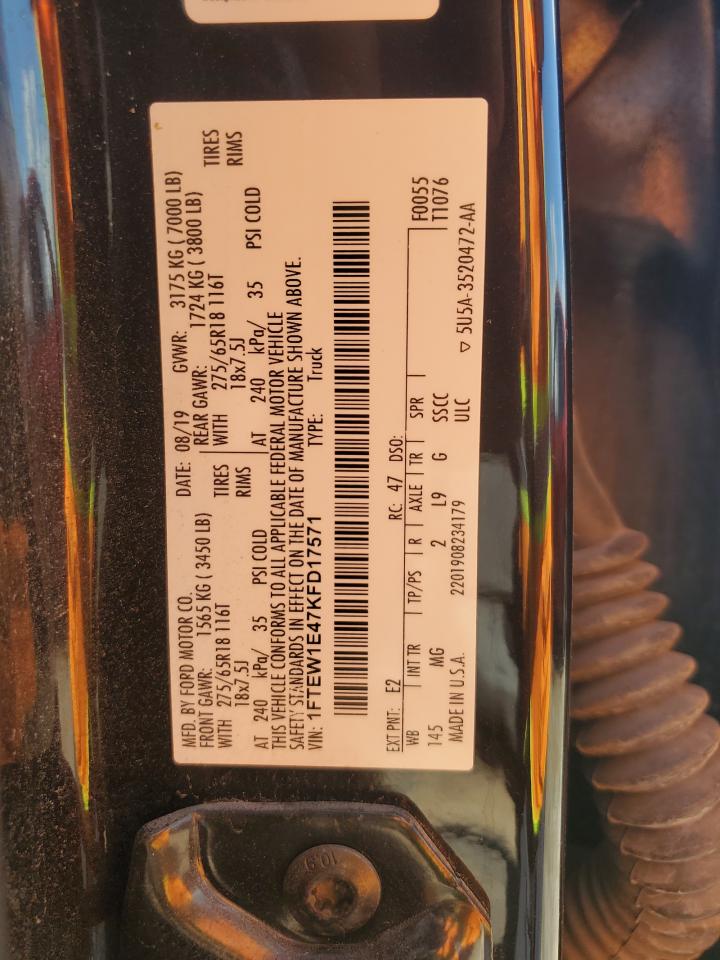 MFD. BY FORD MOTOR CO. DATE: 08/19 GVWR: 3175 KG ( 7000 LB)
FRONT GAWR: 1565 KG ( 3450 LB) REAR GAWR: 1724 KG ( 3800 LB)
WITH 275/65R18 116T TIRES WITH 275/65R18 116T TIRES
18x7.5J RIMS 18x7.5J RIMS
AT 240 kPa/ 35 PSI COLD AT 240 kPa/ 35 PSI COLD
THIS VEHICLE CONFORMS TO ALL APPLICABLE FEDERAL MOTOR VEHICLE
SAFETY STANDARDS IN EFFECT ON THE DATE OF MANUFACTURE SHOWN ABOVE.
VIN: 1FTEW1E47KFD17571 TYPE: Truck
EXT PNT: E2 RC: 47 DSO: F0055
WB INT TR TP/PS R AXLE TR SPR T1076
145 MG 2 L9 G SSCC
MADE IN U.S.A. 2201908234179 ULC ▽ 5U5A-3520472-AA
10.9